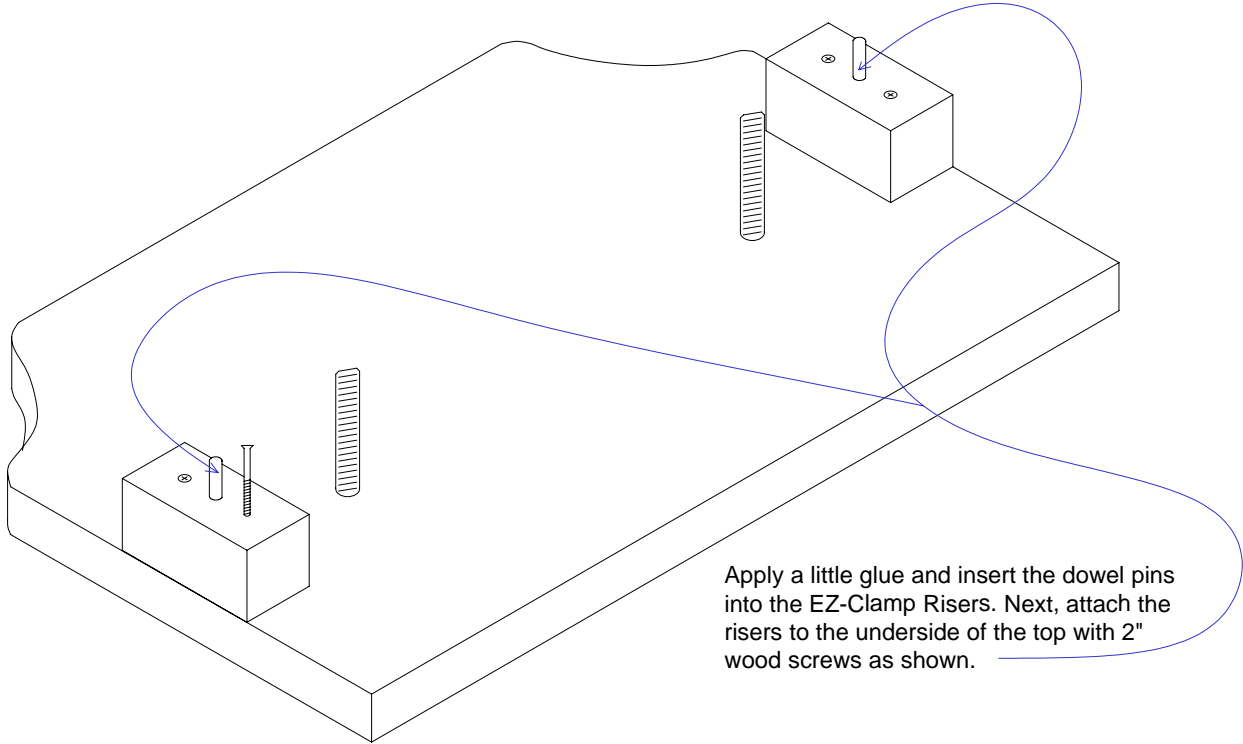 Apply a little glue and insert the dowel pins
into the EZ-Clamp Risers. Next, attach the
risers to the underside of the top with 2"
wood screws as shown.